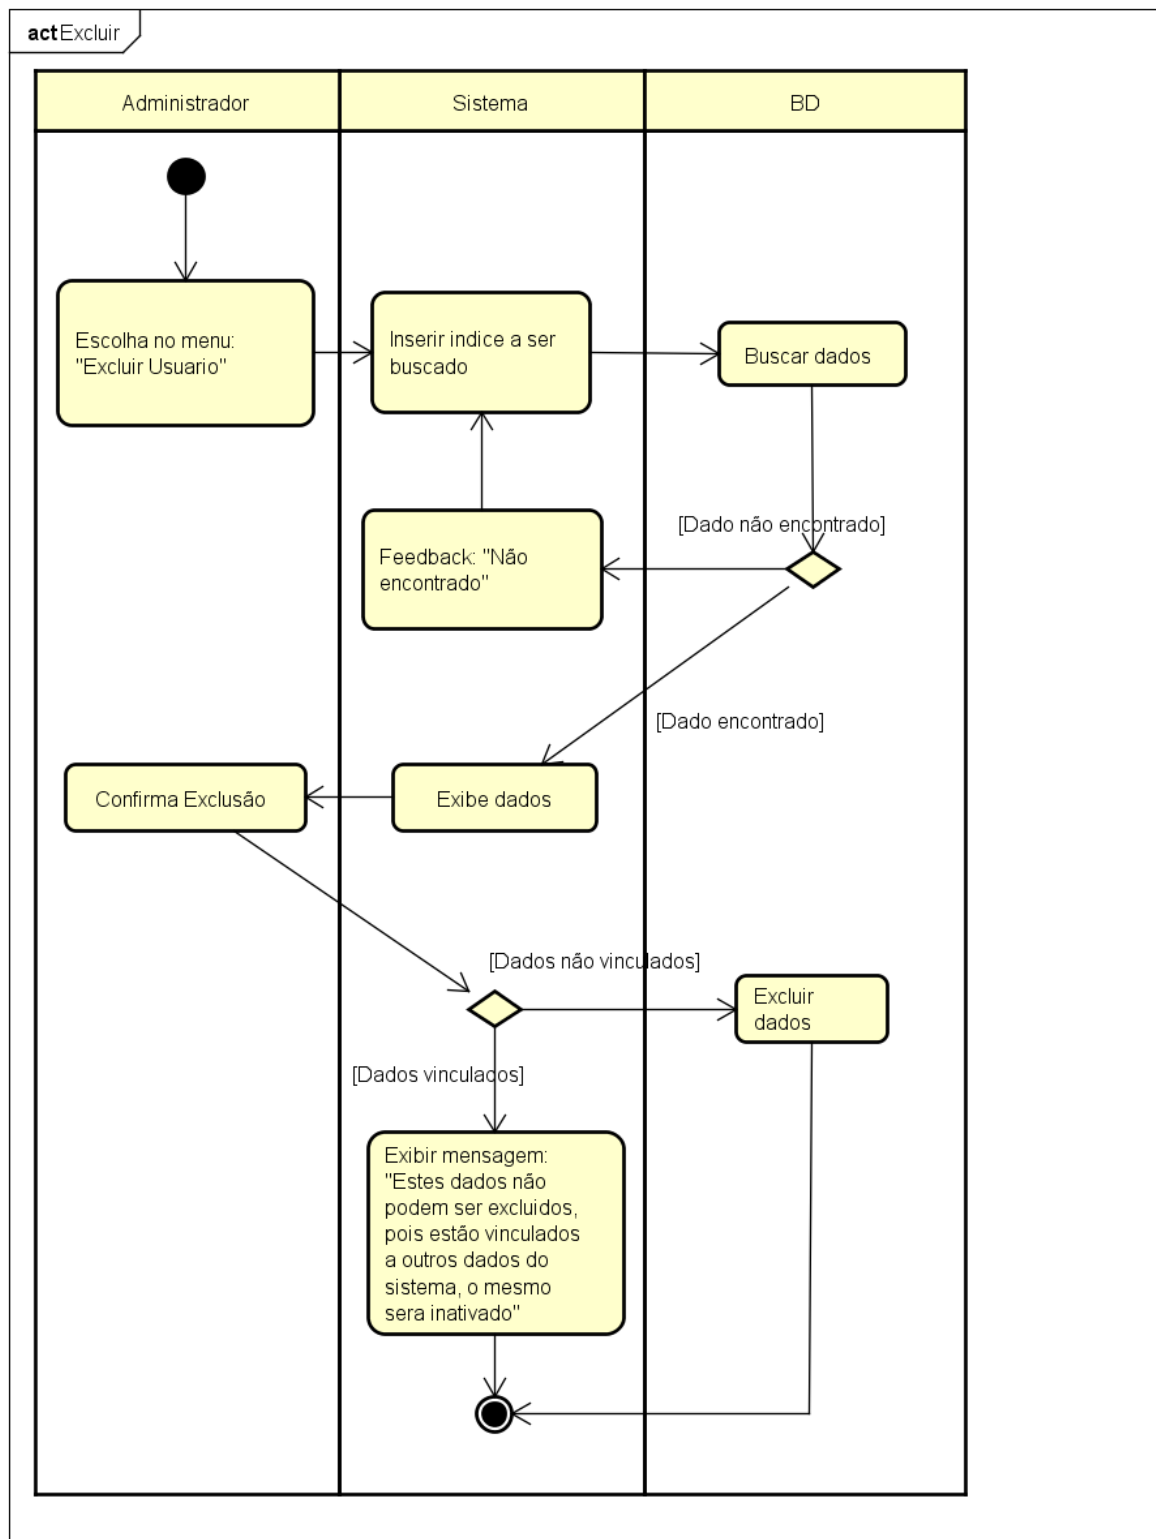 act Excluir
Administrador
Sistema
BD
Escolha no menu:
"Excluir Usuario"
Inserir indice a ser
buscado
Buscar dados
[Dado não encontrado]
Feedback: "Não
encontrado"
[Dado encontrado]
Confirma Exclusão
Exibe dados
[Dados não vinculados]
Excluir
dados
[Dados vinculados]
Exibir mensagem:
"Estes dados não
podem ser excluidos,
pois estão vinculados
a outros dados do
sistema, o mesmo
sera inativado"